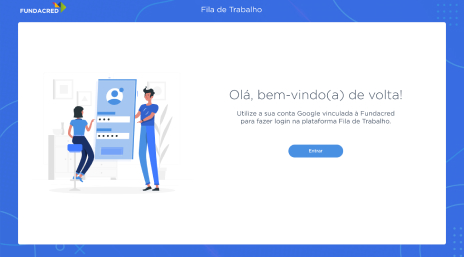 FUNDACRED
Fila de Trabalho
Olá, bem-vindo(a) de volta!
Utilize a sua conta Google vinculada à Fundacred
para fazer login na plataforma Fila de Trabalho.
Entrar